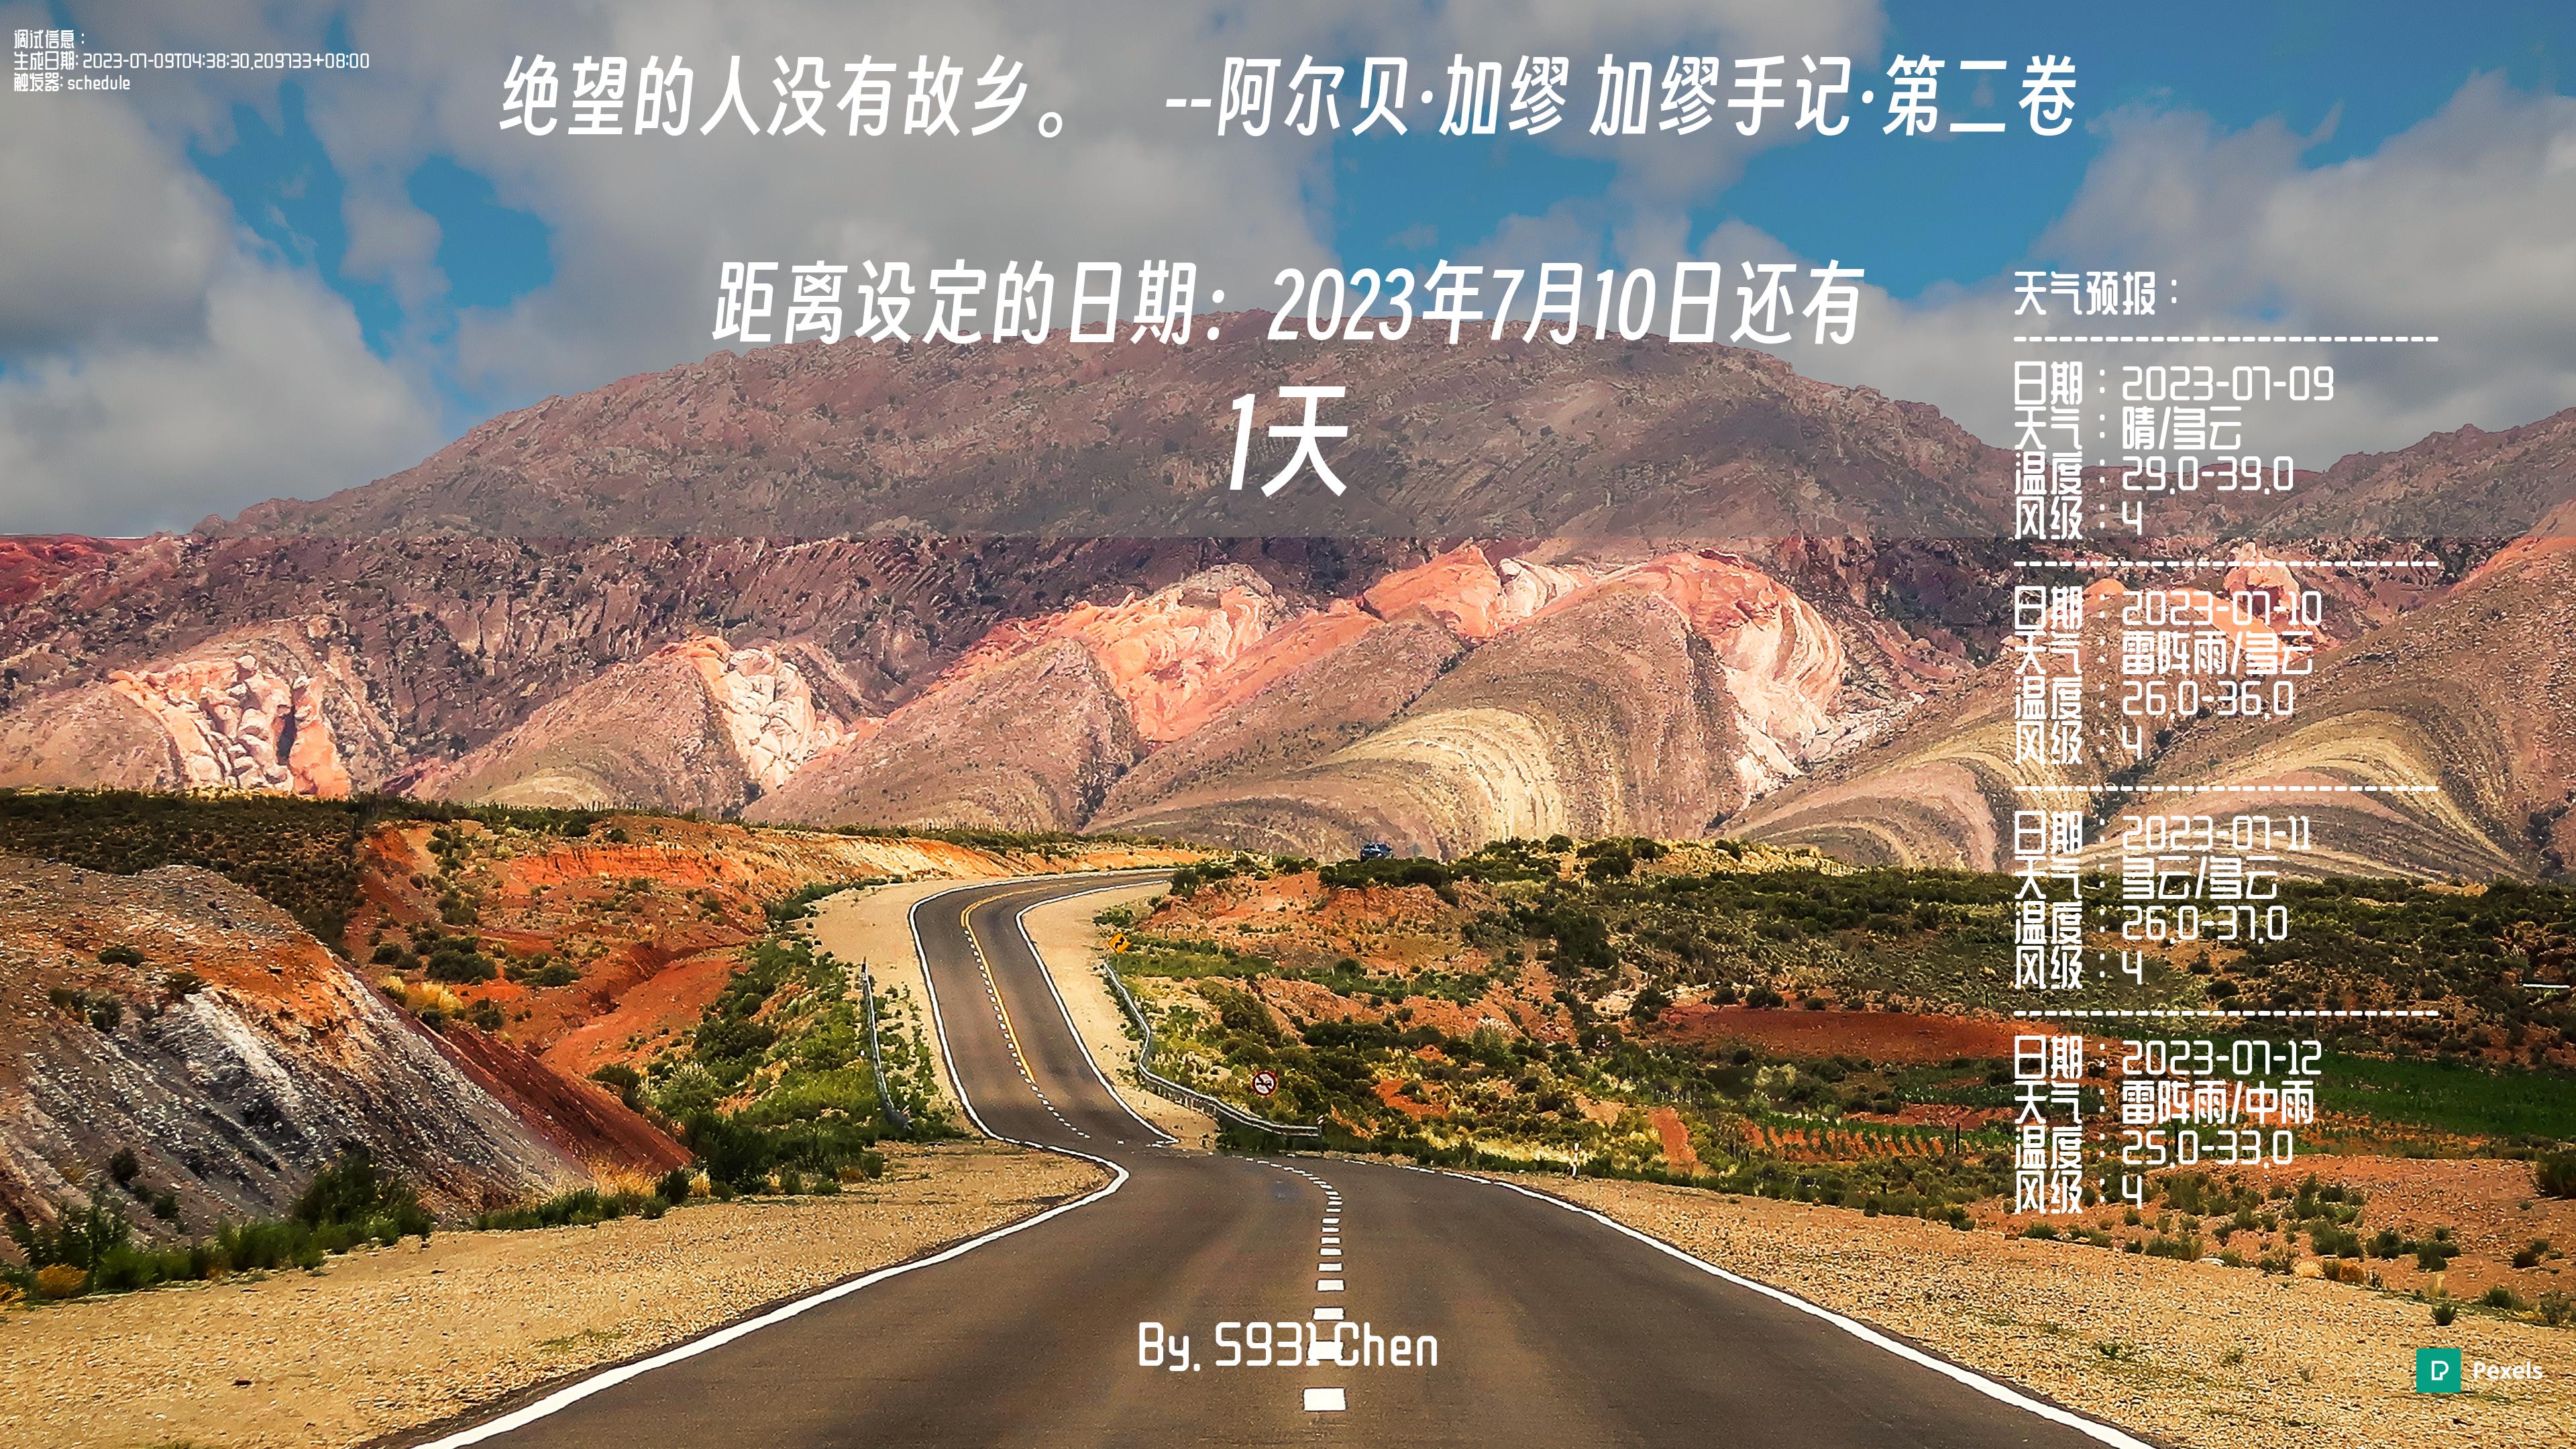 调试信息：
生成日期: 2023-07-09T04:38:30.209733+08:00
触发器: schedule
绝望的人没有故乡。 --阿尔贝·加缪 加缪手记·第二卷
距离设定的日期：2023年7月10日还有
1天
天气预报：
---------------------------
日期：2023-07-09
天气：晴/多云
温度：29.0-39.0
风级：4
---------------------------
日期：2023-07-10
天气：雷阵雨/多云
温度：26.0-36.0
风级：4
---------------------------
日期：2023-07-11
天气：多云/多云
温度：26.0-37.0
风级：4
---------------------------
日期：2023-07-12
天气：雷阵雨/中雨
温度：25.0-33.0
风级：4
By. S931 Chen
Pexels